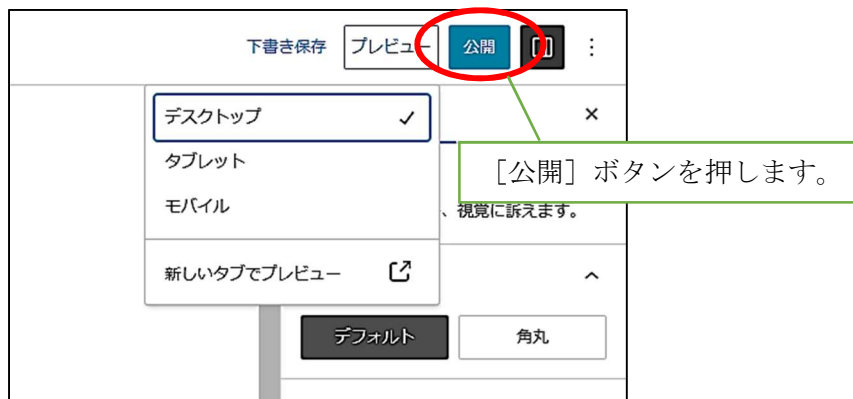 下書き保存 プレビュー 公開
デスクトップ
タブレット
［公開］ボタンを押します。
モバイル
、視覚に訴えます。
新しいタブでプレビュー
デフォルト 角丸